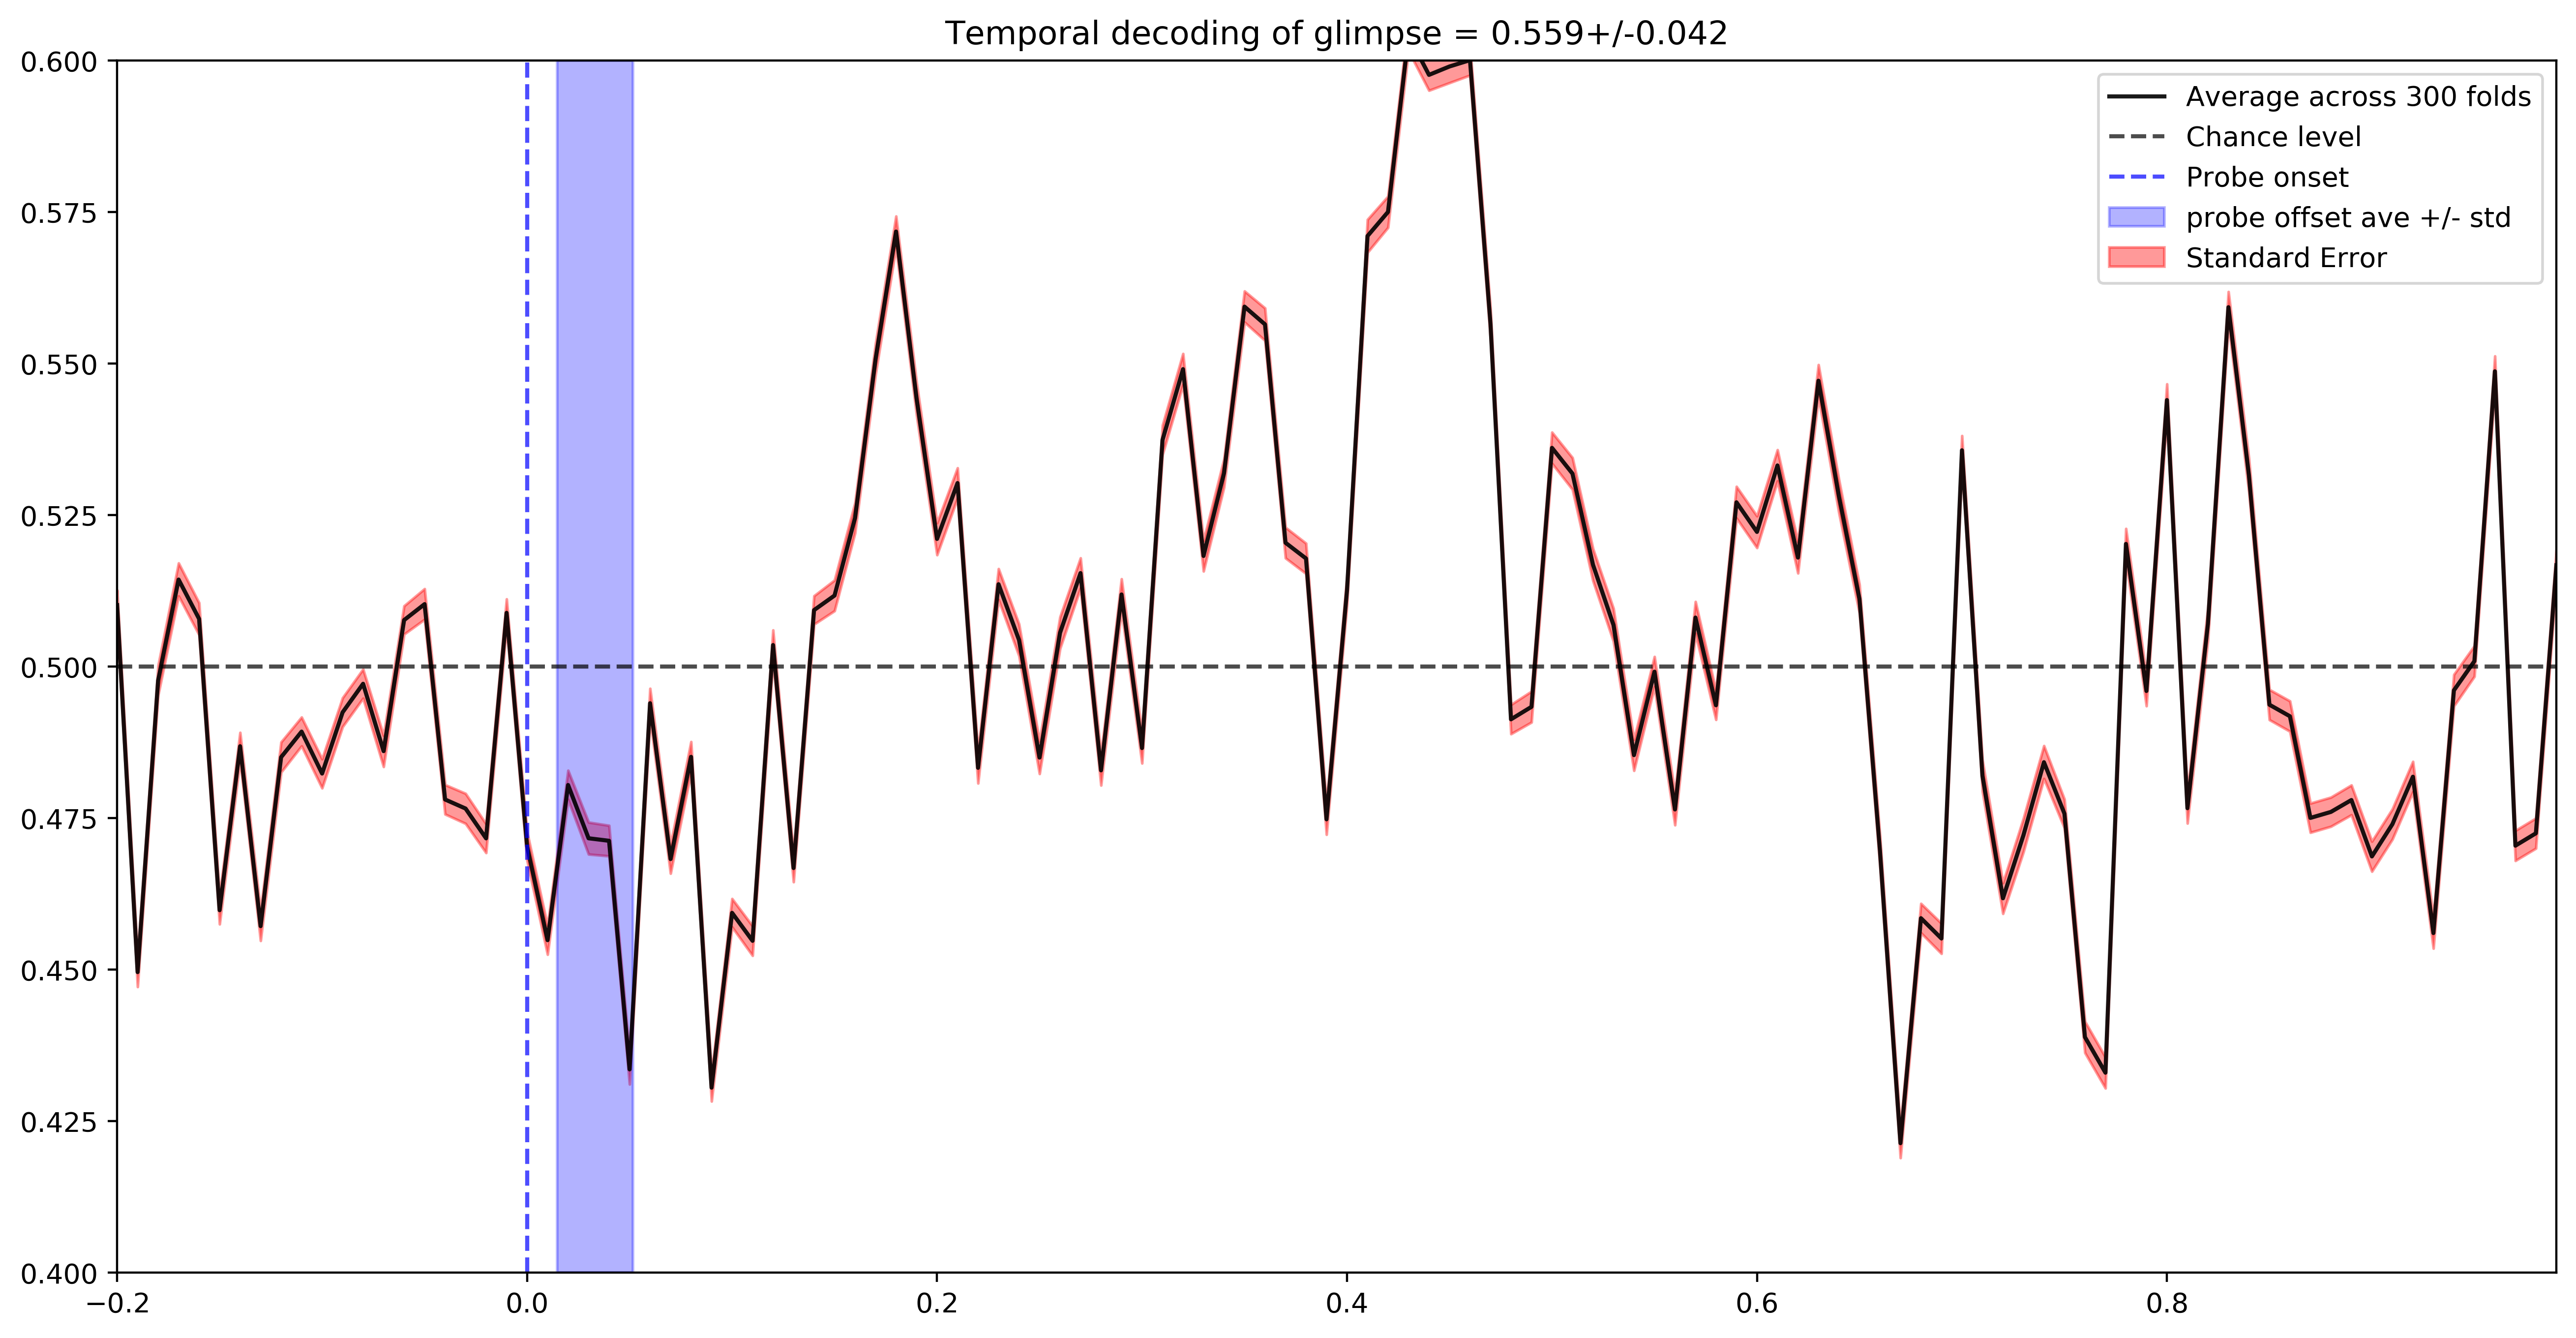 Temporal decoding of glimpse = 0.559+/-0.042
0.600
0.575
0.550
0.525
0.500
0.475
0.450
0.425
0.400
Average across 300 folds
Chance level
Probe onset
probe offset ave +/- std
Standard Error
−0.2
0.0
0.2
0.4
0.6
0.8